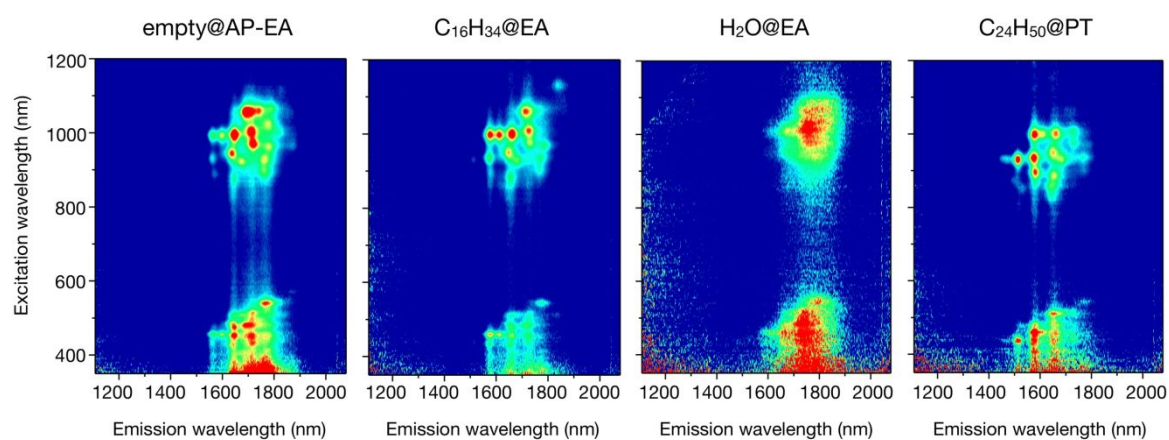 empty@AP-EA
C₁₆H₃₄@EA
H₂O@EA
C₂₄H₅₀@PT
Excitation wavelength (nm)
1200
1000
800
600
400
1200 1400 1600 1800 2000
1200 1400 1600 1800 2000
1200 1400 1600 1800 2000
1200 1400 1600 1800 2000
Emission wavelength (nm)
Emission wavelength (nm)
Emission wavelength (nm)
Emission wavelength (nm)